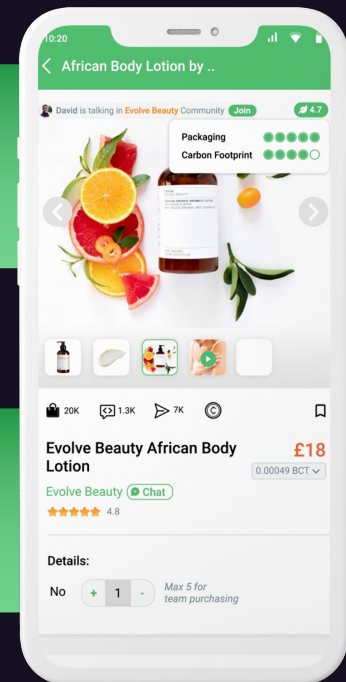 10:20
African Body Lotion by ..
David is talking in Evolve Beauty Community Join
4.7
Packaging
Carbon Footprint
20K
1.3K
7K
Evolve Beauty African Body
Lotion
£18
0.00049 BCT
Evolve Beauty
Chat
4.8
Details:
No
+ 1 -
Max 5 for
team purchasing